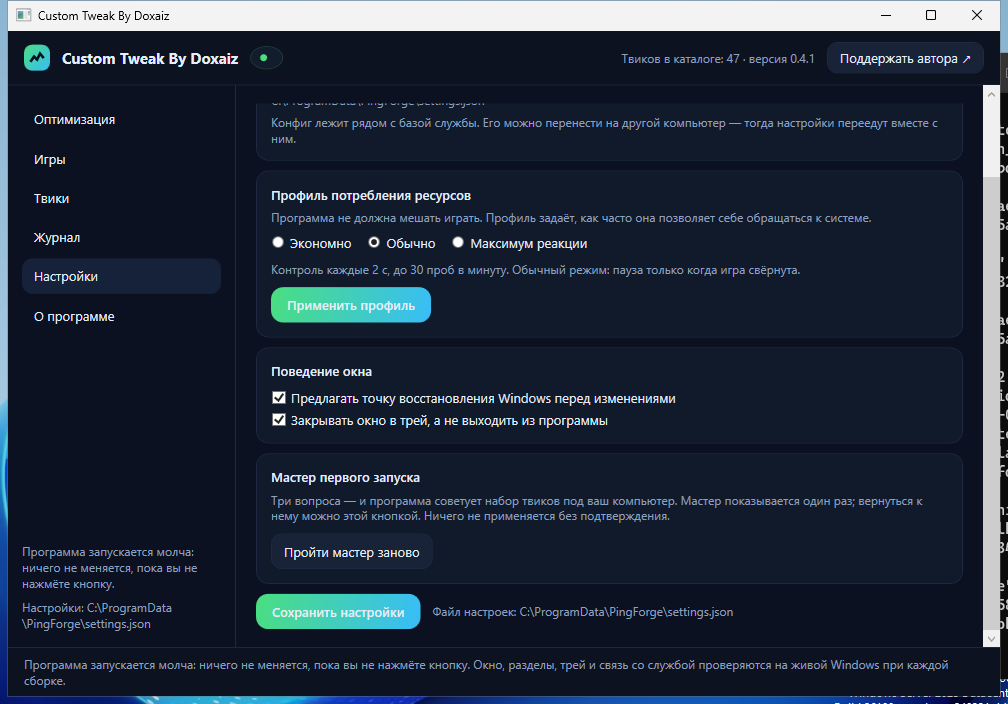 Custom Tweak By Doxaiz
Custom Tweak By Doxaiz
Твиков в каталоге: 47 · версия 0.4.1
Поддержать автора ↗
Оптимизация
Игры
Твики
Журнал
Настройки
О программе
Программа запускается молча:
ничего не меняется, пока вы не
нажмёте кнопку.
Настройки: C:\ProgramData
\PingForge\settings.json
C:\ProgramData\PingForge\settings.json
Конфиг лежит рядом с базой службы. Его можно перенести на другой компьютер — тогда настройки переедут вместе с
ним.
Профиль потребления ресурсов
Программа не должна мешать играть. Профиль задаёт, как часто она позволяет себе обращаться к системе.
Экономно
Обычно
Максимум реакции
Контроль каждые 2 с, до 30 проб в минуту. Обычный режим: пауза только когда игра свёрнута.
Применить профиль
Поведение окна
Предлагать точку восстановления Windows перед изменениями
Закрывать окно в трей, а не выходить из программы
Мастер первого запуска
Три вопроса — и программа советует набор твиков под ваш компьютер. Мастер показывается один раз; вернуться к
нему можно этой кнопкой. Ничего не применяется без подтверждения.
Пройти мастер заново
Сохранить настройки
Файл настроек: C:\ProgramData\PingForge\settings.json
Программа запускается молча: ничего не меняется, пока вы не нажмёте кнопку. Окно, разделы, трей и связь со службой проверяются на живой Windows при каждой
сборке.